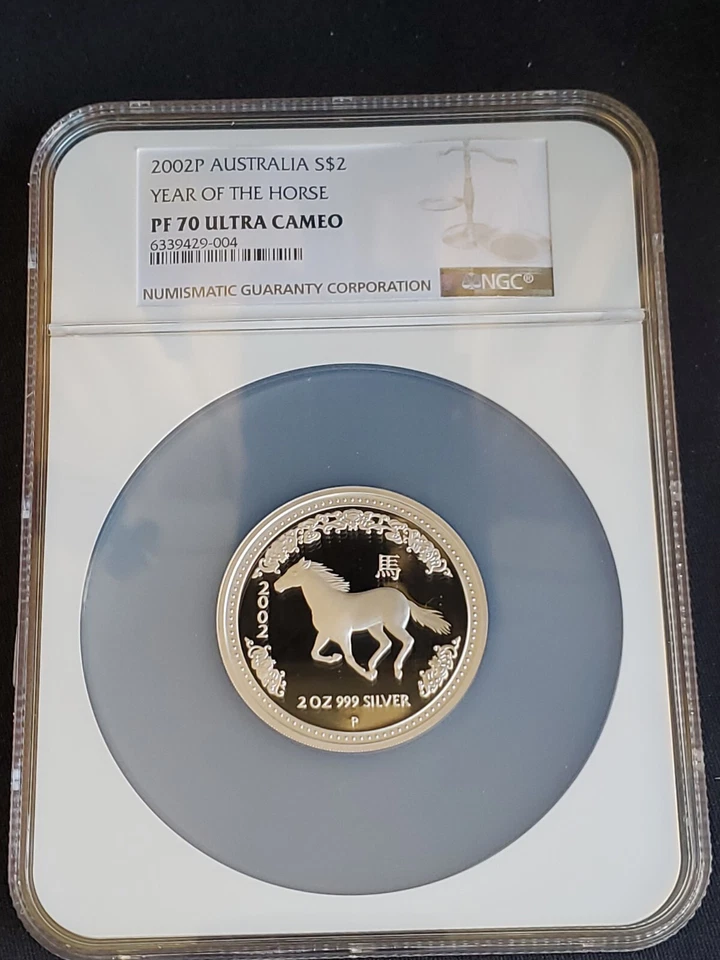 2002P AUSTRALIA S$2
YEAR OF THE HORSE
PF 70 ULTRA CAMEO
6339429-004
NUMISMATIC GUARANTY CORPORATION
NGC®
馬
2002
2 OZ 999 SILVER
P